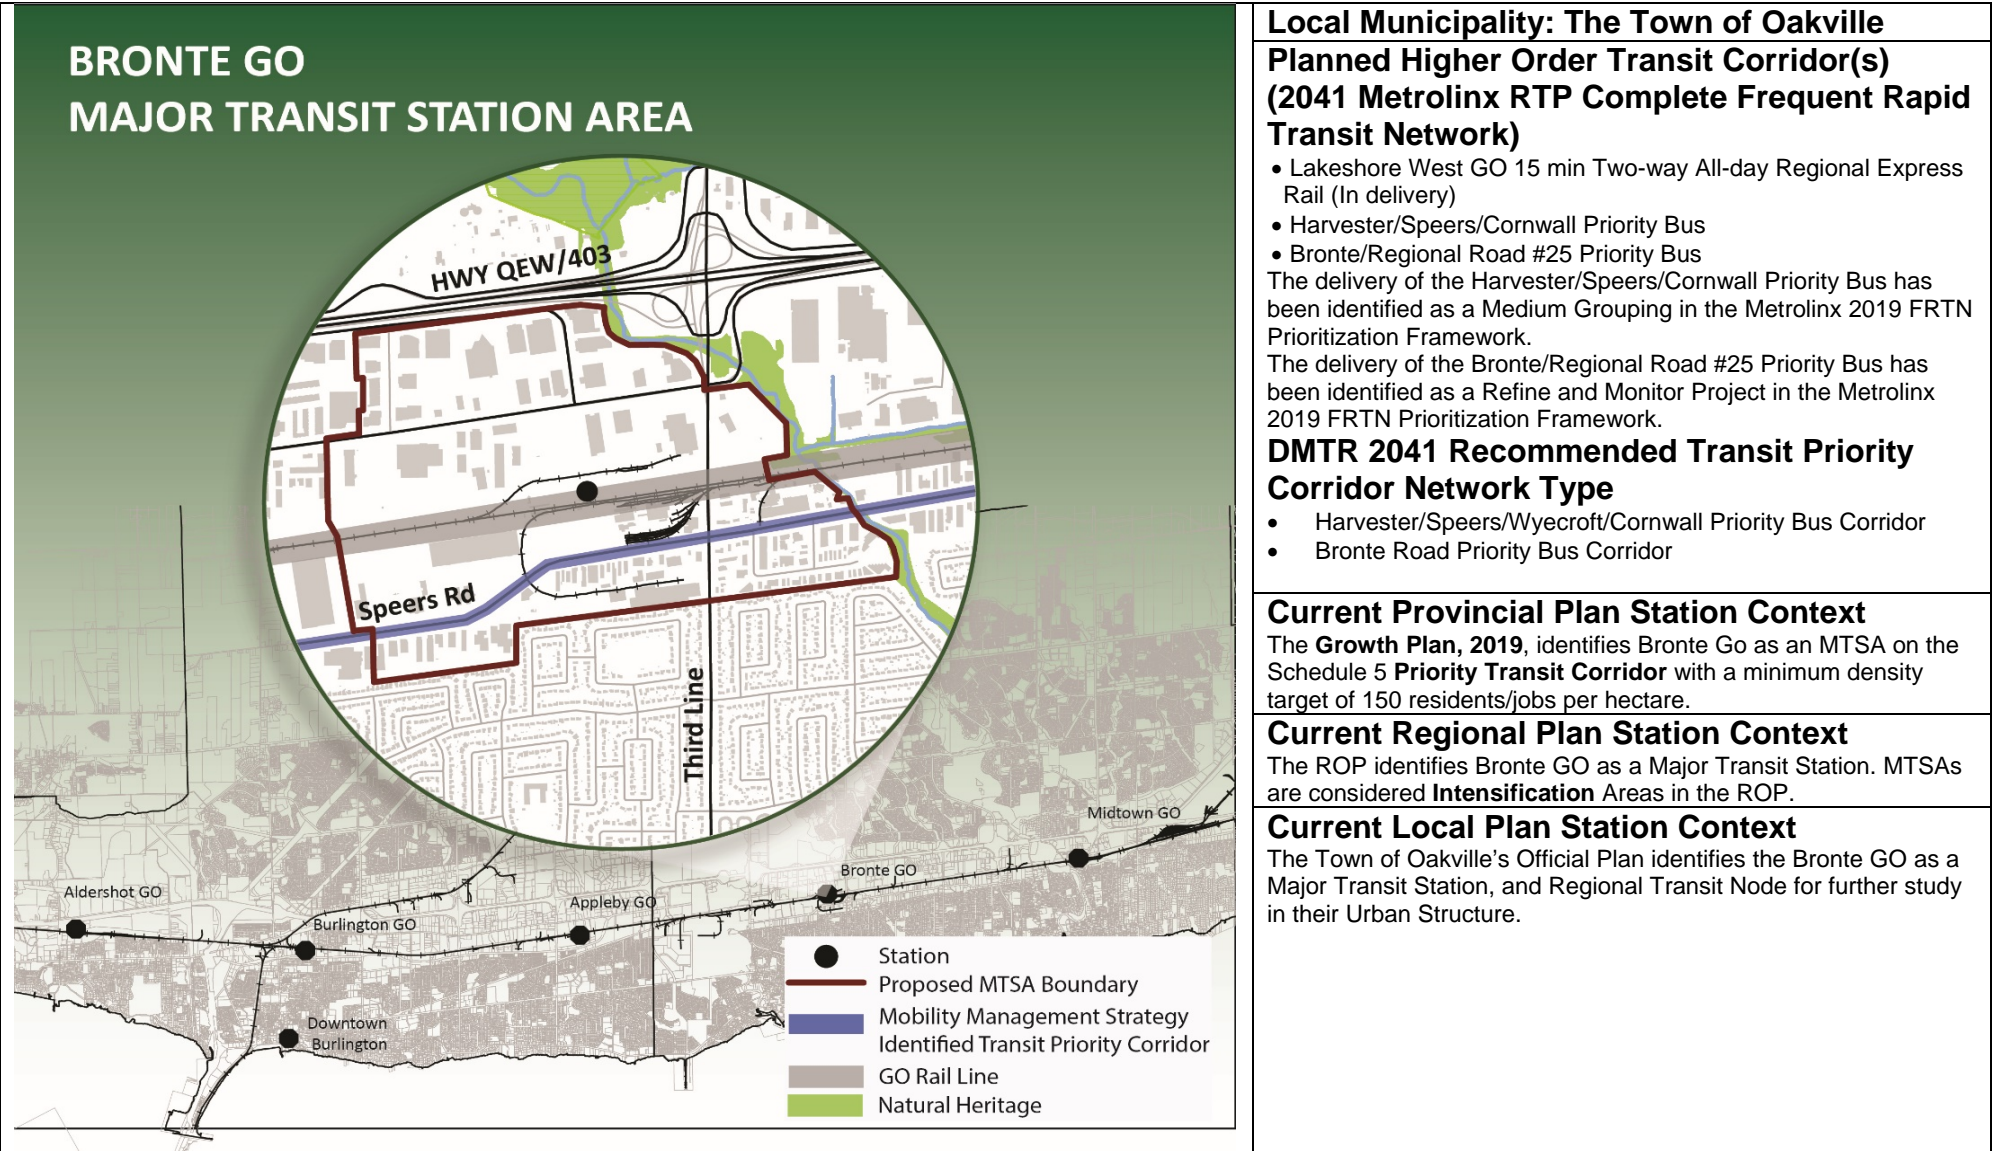 BRONTE GO
MAJOR TRANSIT STATION AREA
HWY QEW/403
Speers Rd
Third Line
Midtown GO
Bronte GO
Aldershot GO
Appleby GO
Burlington GO
Downtown
Burlington
Station
Proposed MTSA Boundary
Mobility Management Strategy
Identified Transit Priority Corridor
GO Rail Line
Natural Heritage
Local Municipality: The Town of Oakville
Planned Higher Order Transit Corridor(s)
(2041 Metrolinx RTP Complete Frequent Rapid
Transit Network)
• Lakeshore West GO 15 min Two-way All-day Regional Express
Rail (In delivery)
• Harvester/Speers/Cornwall Priority Bus
• Bronte/Regional Road #25 Priority Bus
The delivery of the Harvester/Speers/Cornwall Priority Bus has
been identified as a Medium Grouping in the Metrolinx 2019 FRTN
Prioritization Framework.
The delivery of the Bronte/Regional Road #25 Priority Bus has
been identified as a Refine and Monitor Project in the Metrolinx
2019 FRTN Prioritization Framework.
DMTR 2041 Recommended Transit Priority
Corridor Network Type
• Harvester/Speers/Wyecroft/Cornwall Priority Bus Corridor
• Bronte Road Priority Bus Corridor
Current Provincial Plan Station Context
The Growth Plan, 2019, identifies Bronte Go as an MTSA on the
Schedule 5 Priority Transit Corridor with a minimum density
target of 150 residents/jobs per hectare.
Current Regional Plan Station Context
The ROP identifies Bronte GO as a Major Transit Station. MTSAs
are considered Intensification Areas in the ROP.
Current Local Plan Station Context
The Town of Oakville's Official Plan identifies the Bronte GO as a
Major Transit Station, and Regional Transit Node for further study
in their Urban Structure.